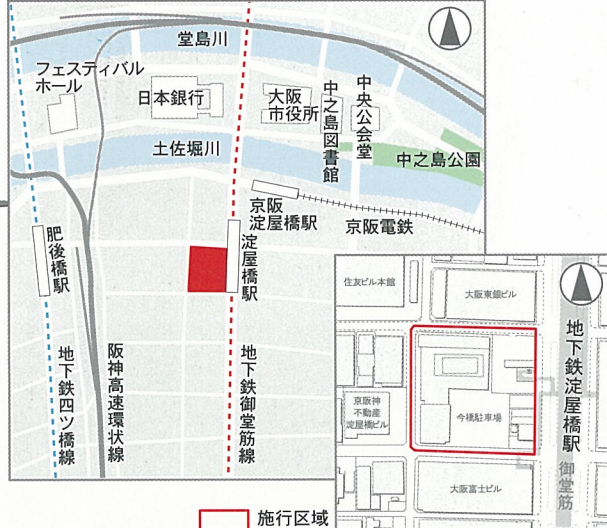 堂島川
フェスティバル
ホール
日本銀行
大阪
市役所
中之島図書館
中央公会堂
土佐堀川
中之島公園
京阪
淀屋橋駅
京阪電鉄
肥後橋駅
淀屋橋駅
地下鉄四ツ橋線
阪神高速環状線
地下鉄御堂筋線
住友ビル本館
大阪東銀ビル
地下鉄淀屋橋駅
京阪神
不動産
淀屋橋ビル
今橋駐車場
御堂筋
大阪富士ビル
施行区域